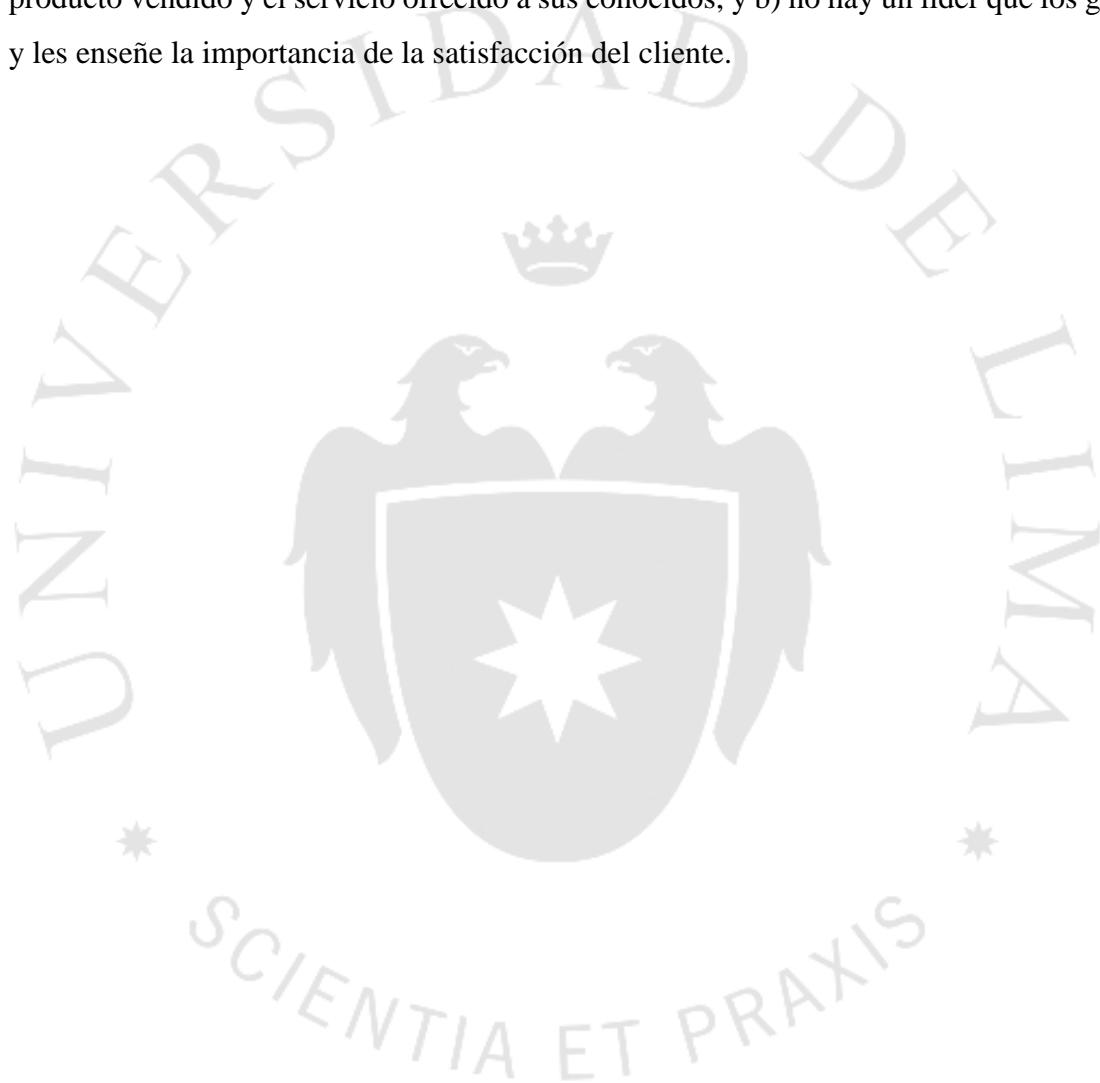 producto vendido y el servicio ofrecido a sus conocidos; y b) no hay un líder que los g
y les enseñe la importancia de la satisfacción del cliente.
UNIVERSIDAD DE LIMA
SCIENTIA ET PRAXIS